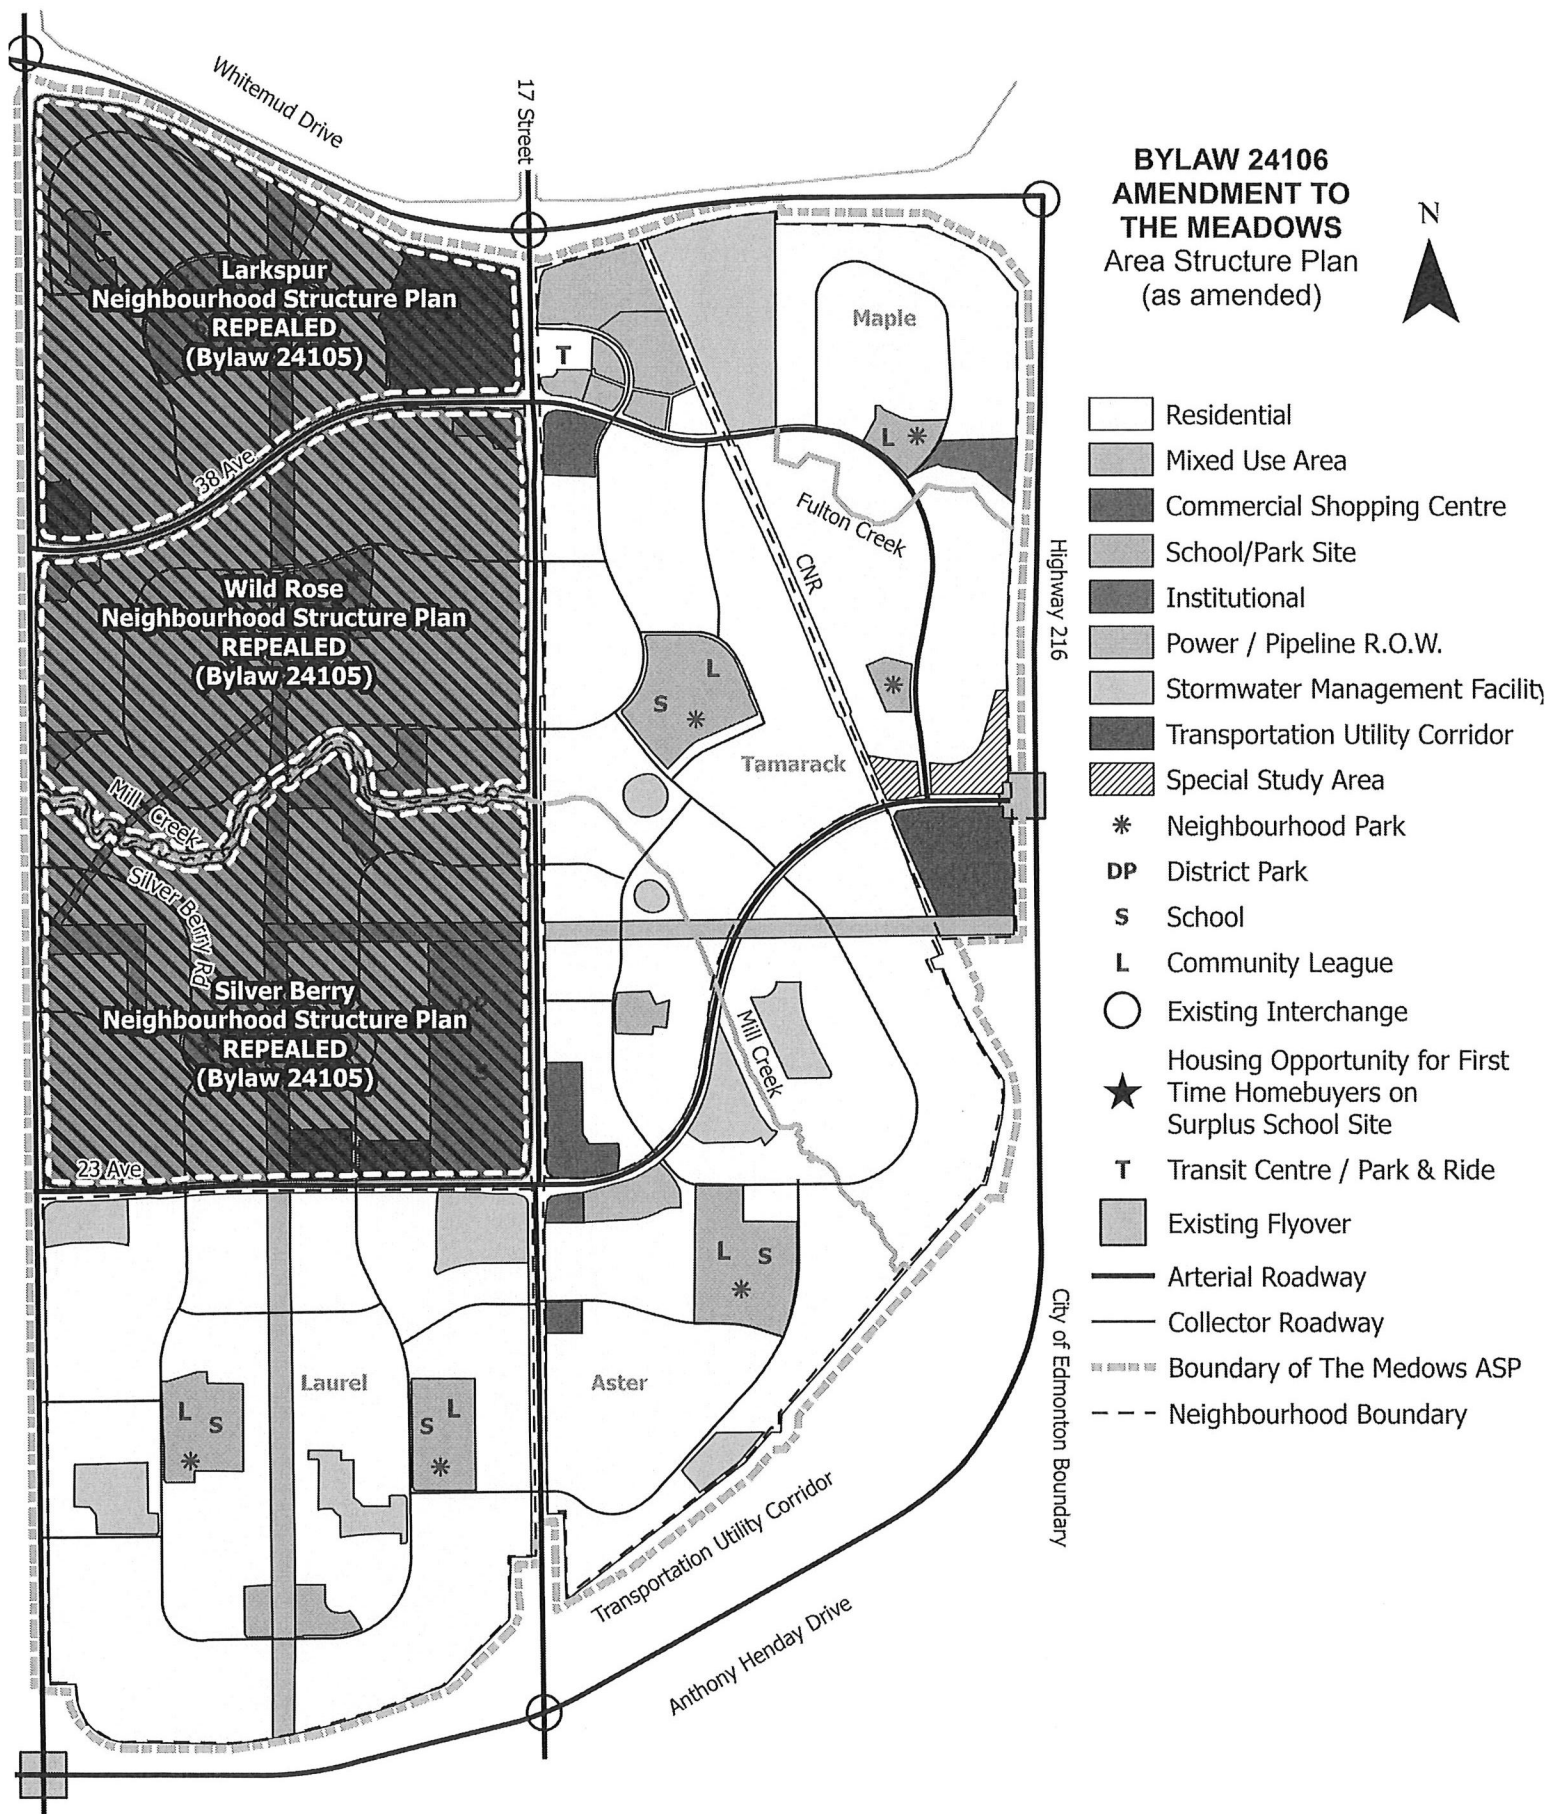 Whitemud Drive
17 Street
BYLAW 24106
AMENDMENT TO
THE MEADOWS
Area Structure Plan
(as amended)
N
Larkspur
Neighbourhood Structure Plan
REPEALED
(Bylaw 24105)
Maple
T
L
38 Ave
Fulton Creek
CNR
Highway 216
Wild Rose
Neighbourhood Structure Plan
REPEALED
(Bylaw 24105)
L
S
Tamarack
Mill Creek
Silver Berry Rd
Silver Berry
Neighbourhood Structure Plan
REPEALED
(Bylaw 24105)
Mill Creek
23 Ave
L S
Laurel
Aster
L S
S L
City of Edmonton Boundary
Transportation Utility Corridor
Anthony Henday Drive
Residential
Mixed Use Area
Commercial Shopping Centre
School/Park Site
Institutional
Power / Pipeline R.O.W.
Stormwater Management Facility
Transportation Utility Corridor
Special Study Area
Neighbourhood Park
DP District Park
S School
L Community League
Existing Interchange
Housing Opportunity for First
Time Homebuyers on
Surplus School Site
T Transit Centre / Park & Ride
Existing Flyover
Arterial Roadway
Collector Roadway
Boundary of The Medows ASP
Neighbourhood Boundary